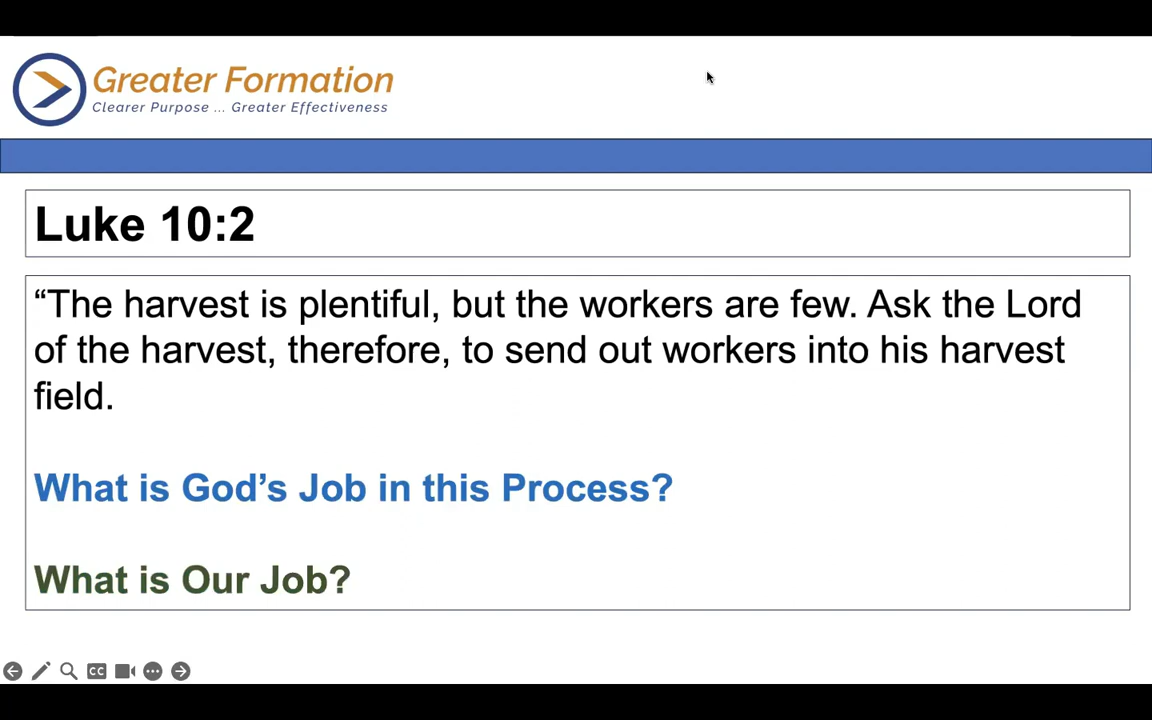 Greater Formation
Clearer Purpose ... Greater Effectiveness
Luke 10:2
“The harvest is plentiful, but the workers are few. Ask the Lord
of the harvest, therefore, to send out workers into his harvest
field.
What is God’s Job in this Process?
What is Our Job?
CC